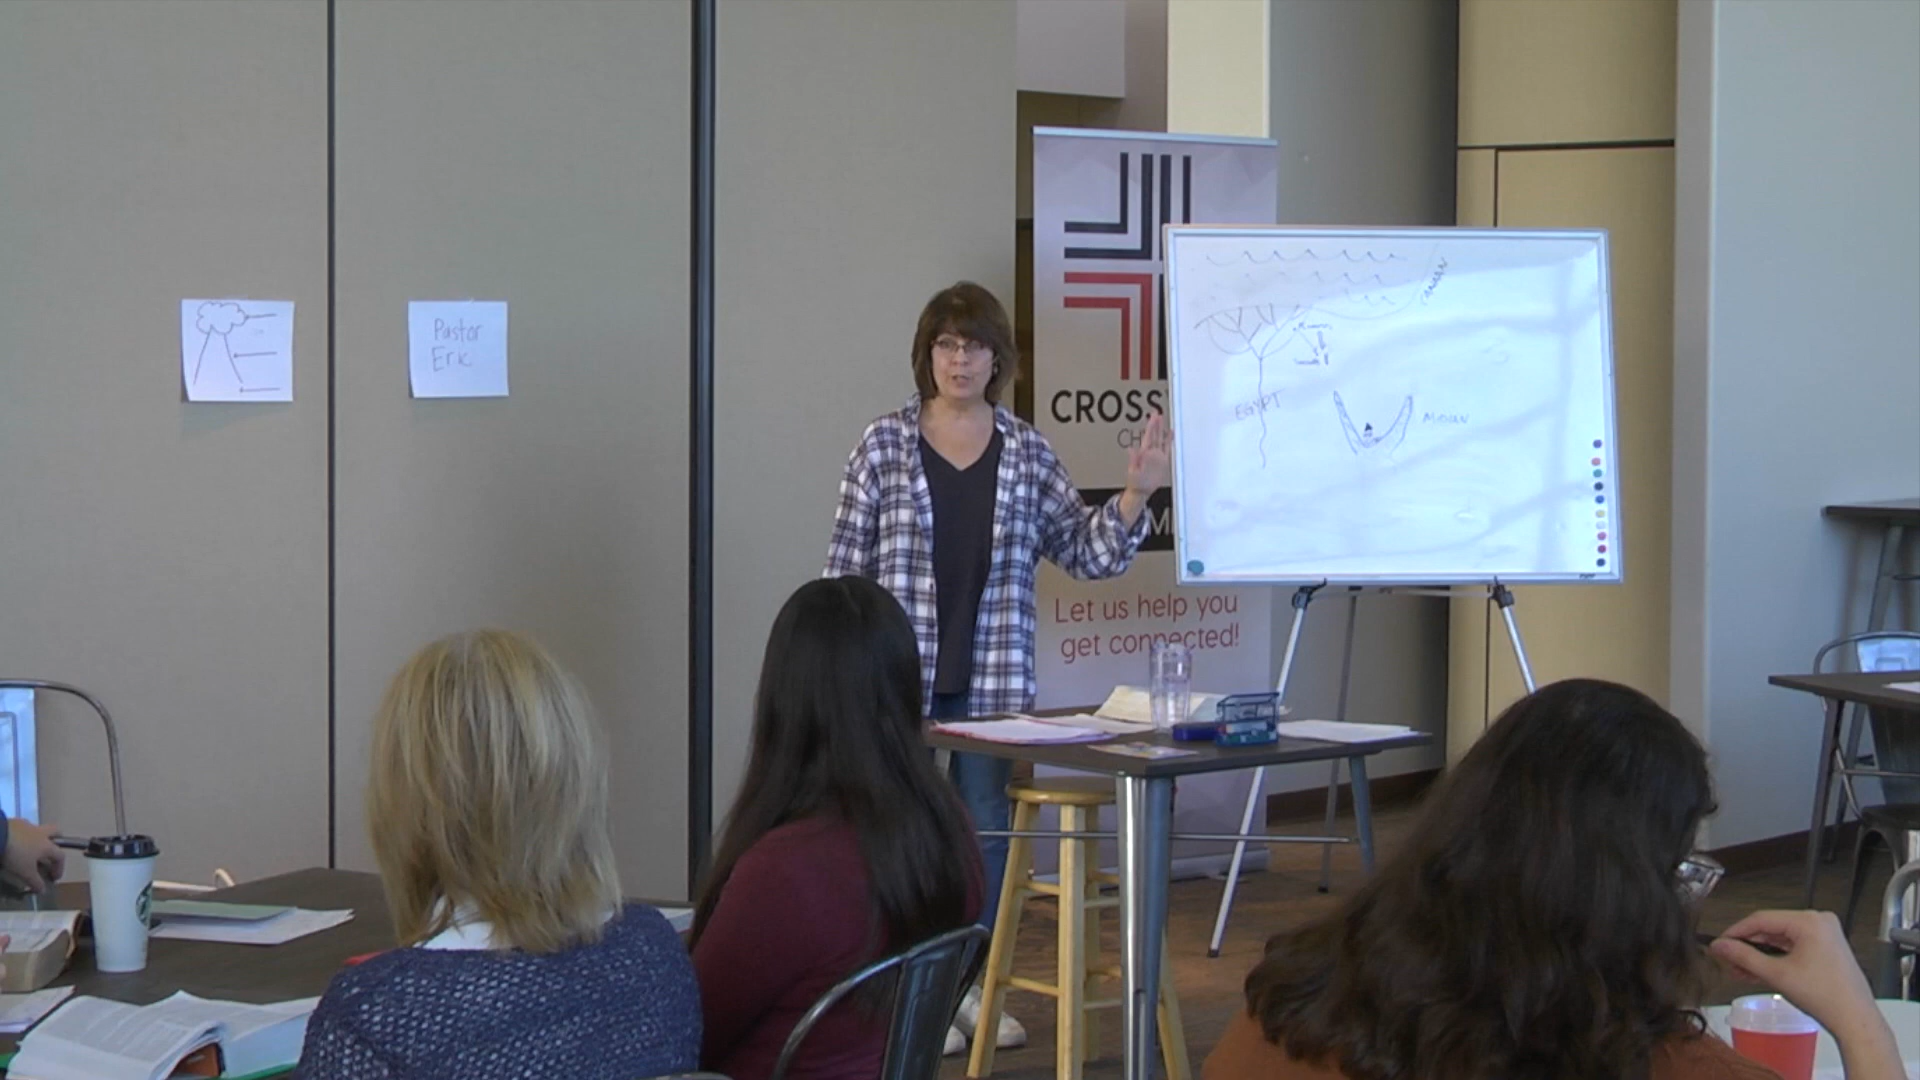 Pastor
Eric
CROSS
CH
M
Let us help you
get connected!
CANAAN
EGYPT
MIDIAN